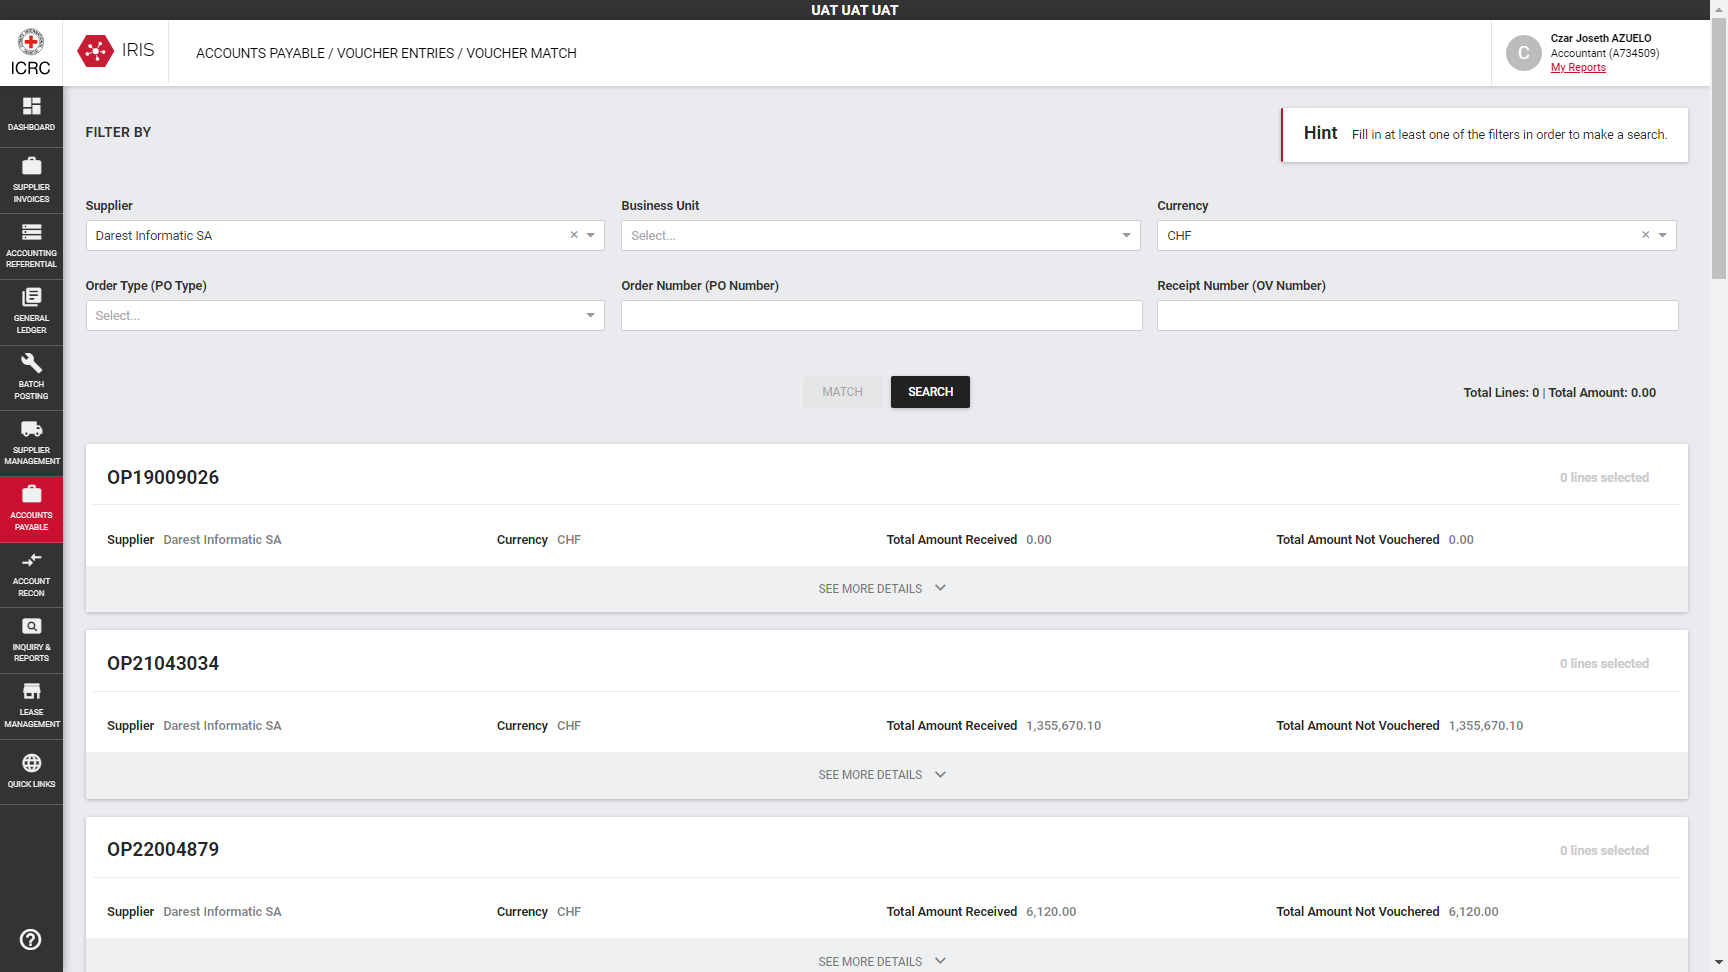 UAT UAT UAT
ICRC
IRIS
ACCOUNTS PAYABLE / VOUCHER ENTRIES / VOUCHER MATCH
C
Czar Joseth AZUELO
Accountant (A734509)
My Reports
DASHBOARD
SUPPLIER
INVOICES
ACCOUNTING
REFERENTIAL
GENERAL
LEDGER
BATCH
POSTING
SUPPLIER
MANAGEMENT
ACCOUNTS
PAYABLE
ACCOUNT
RECON
INQUIRY &
REPORTS
LEASE
MANAGEMENT
QUICK LINKS
FILTER BY
Hint Fill in at least one of the filters in order to make a search.
Supplier Business Unit Currency
Darest Informatic SA Select... CHF
Order Type (PO Type) Order Number (PO Number) Receipt Number (OV Number)
Select...
MATCH SEARCH Total Lines: 0 | Total Amount: 0.00
OP19009026 0 lines selected
Supplier Darest Informatic SA Currency CHF Total Amount Received 0.00 Total Amount Not Vouchered 0.00
SEE MORE DETAILS
OP21043034 0 lines selected
Supplier Darest Informatic SA Currency CHF Total Amount Received 1,355,670.10 Total Amount Not Vouchered 1,355,670.10
SEE MORE DETAILS
OP22004879 0 lines selected
Supplier Darest Informatic SA Currency CHF Total Amount Received 6,120.00 Total Amount Not Vouchered 6,120.00
SEE MORE DETAILS